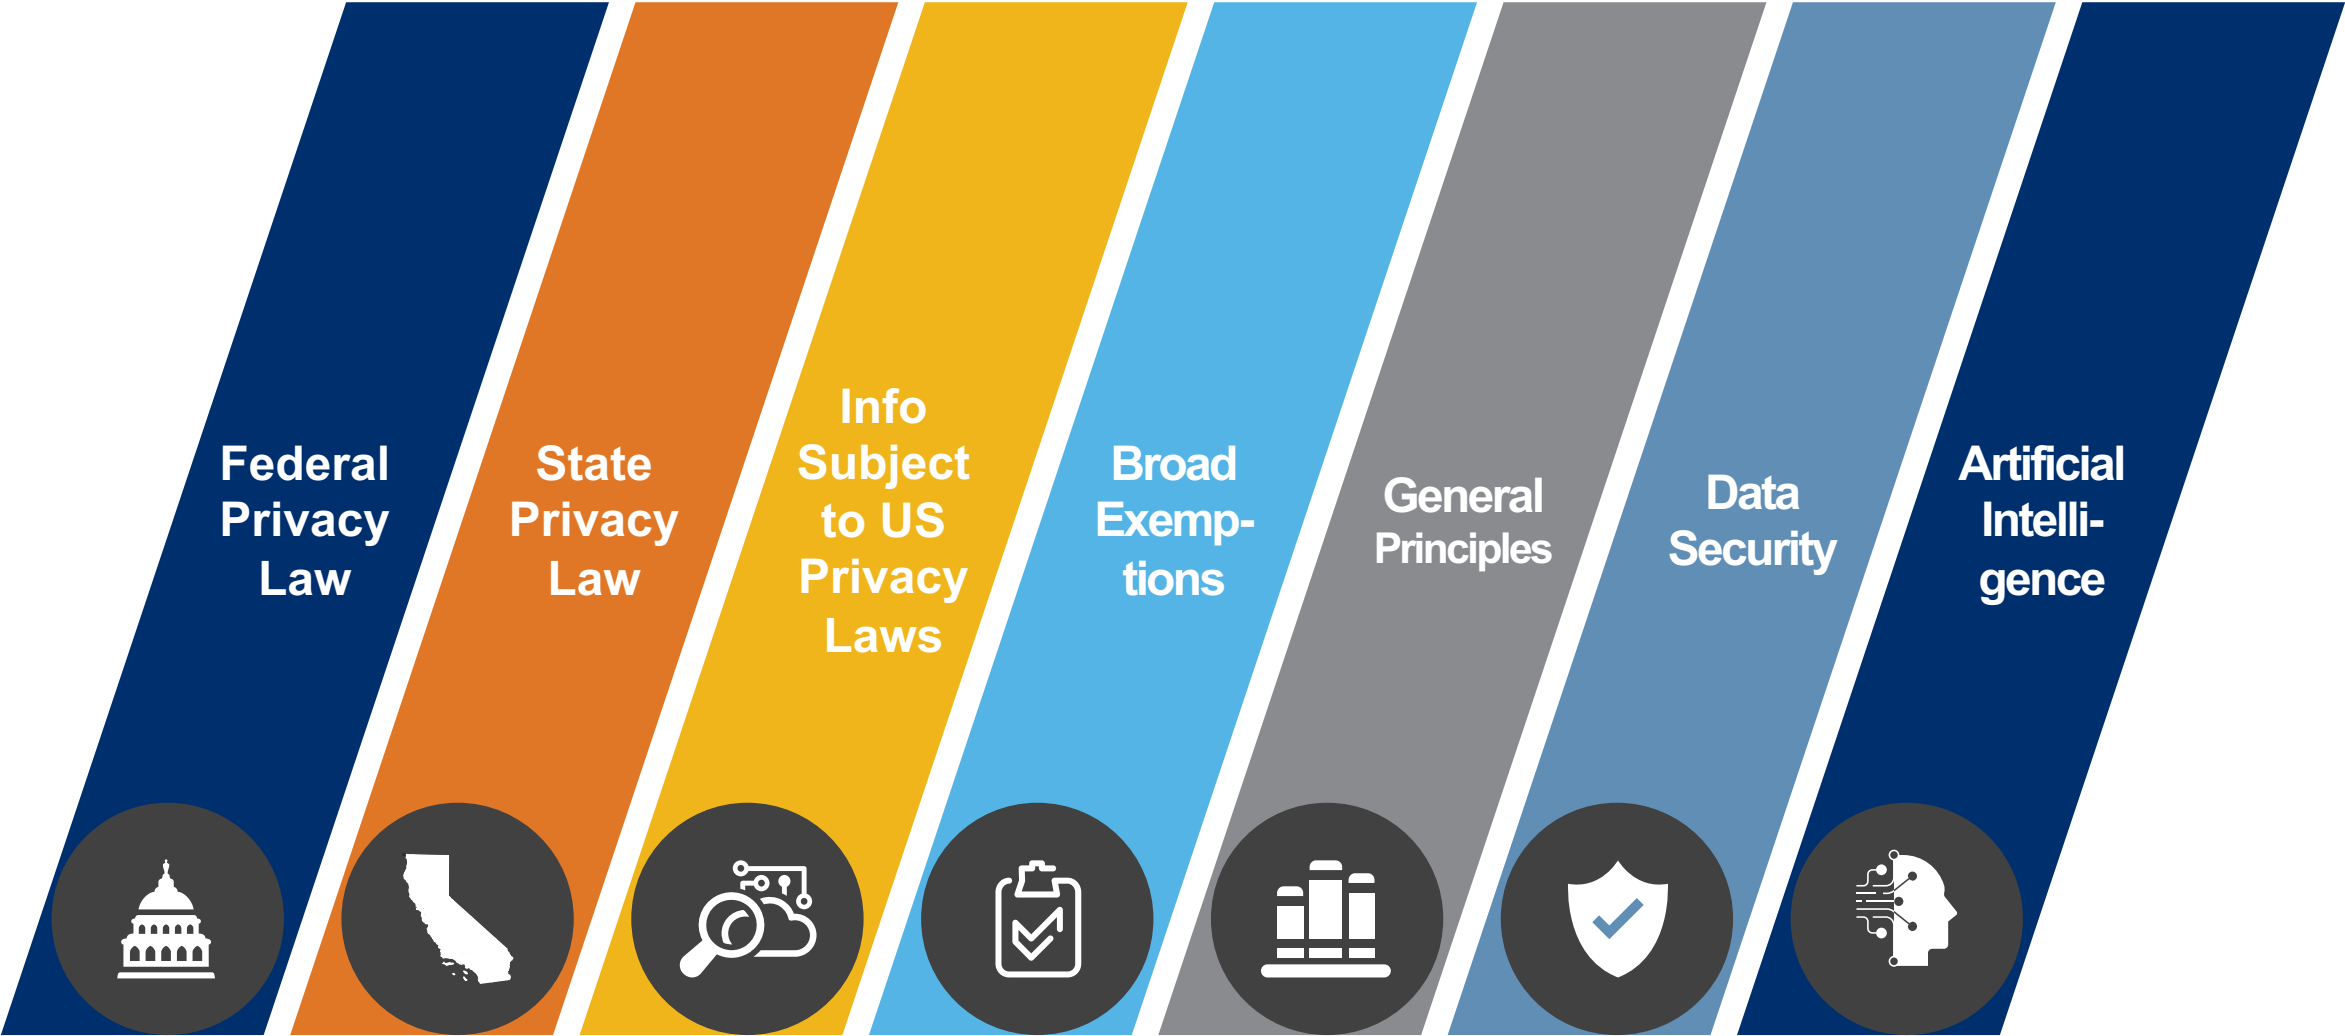 Federal
Privacy
Law
State
Privacy
Law
Info
Subject
to US
Privacy
Laws
Broad
Exemp-
tions
General
Principles
Data
Security
Artificial
Intelli-
gence